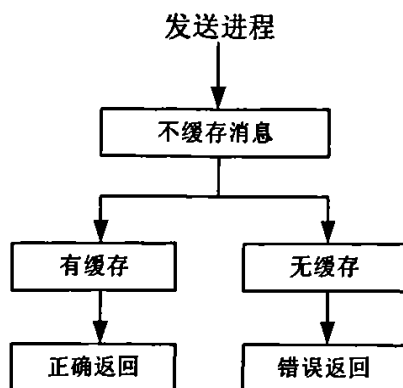 发送进程
不缓存消息
有缓存
无缓存
正确返回
错误返回